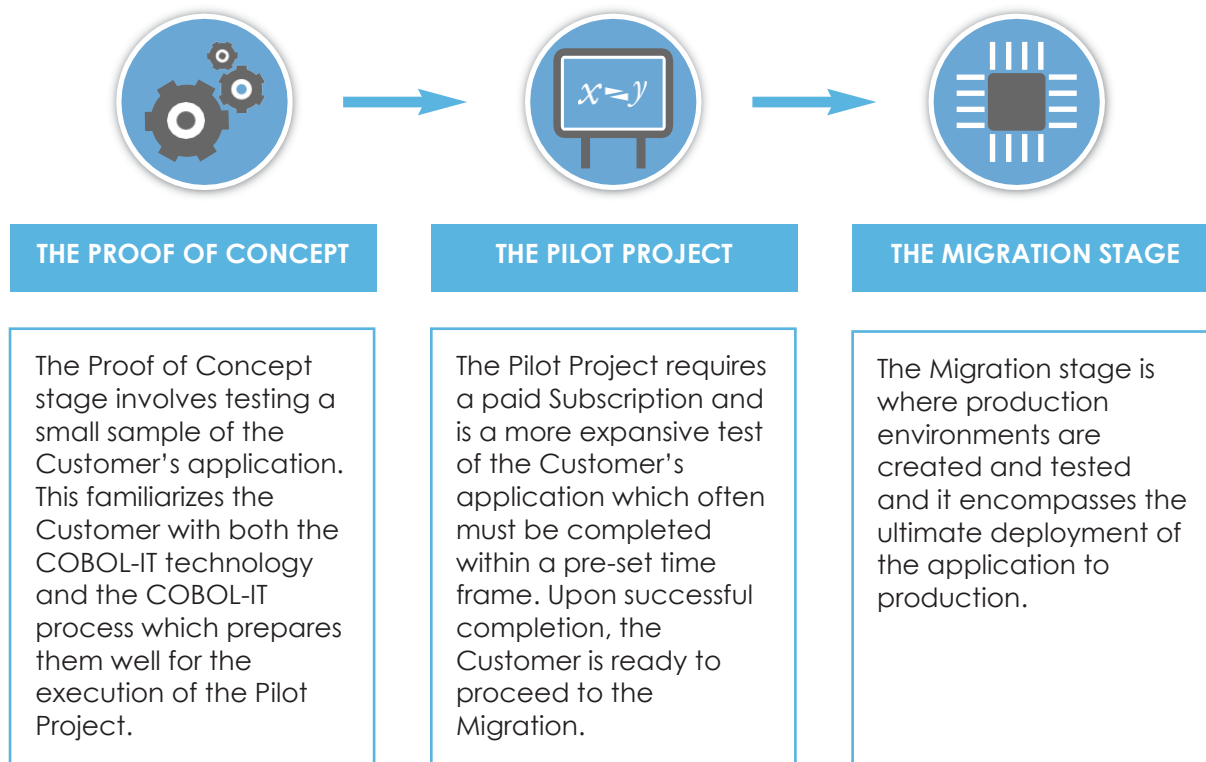 x y
THE PROOF OF CONCEPT
THE PILOT PROJECT
THE MIGRATION STAGE
The Proof of Concept
stage involves testing a
small sample of the
Customer’s application.
This familiarizes the
Customer with both the
COBOL-IT technology
and the COBOL-IT
process which prepares
them well for the
execution of the Pilot
Project.
The Pilot Project requires
a paid Subscription and
is a more expansive test
of the Customer’s
application which often
must be completed
within a pre-set time
frame. Upon successful
completion, the
Customer is ready to
proceed to the
Migration.
The Migration stage is
where production
environments are
created and tested
and it encompasses the
ultimate deployment of
the application to
production.